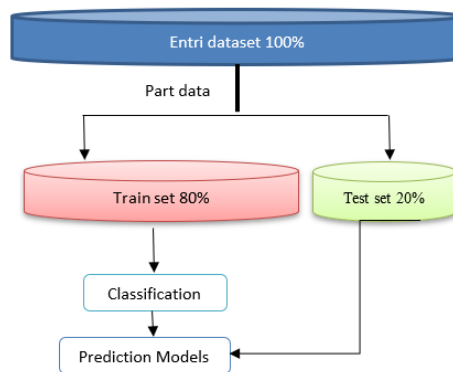 Entri dataset 100%
Part data
Train set 80%
Test set 20%
Classification
Prediction Models